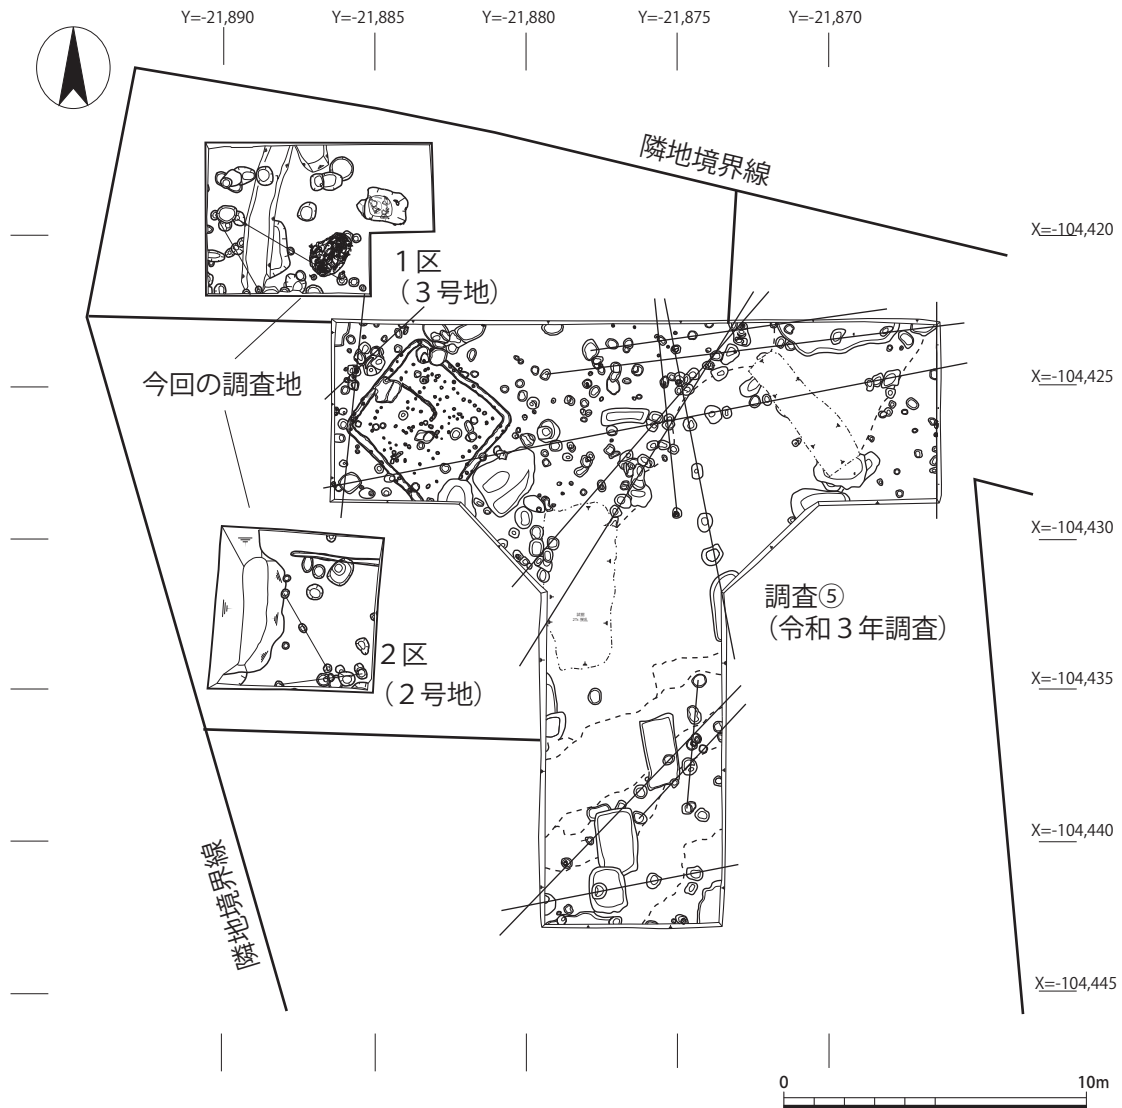 Y=-21,890 Y=-21,885 Y=-21,880 Y=-21,875 Y=-21,870
隣地境界線
X=-104,420
1区
（3号地）
今回の調査地
X=-104,425
X=-104,430
調査⑤
（令和3年調査）
2区
（2号地）
X=-104,435
X=-104,440
隣地境界線
X=-104,445
0 10m